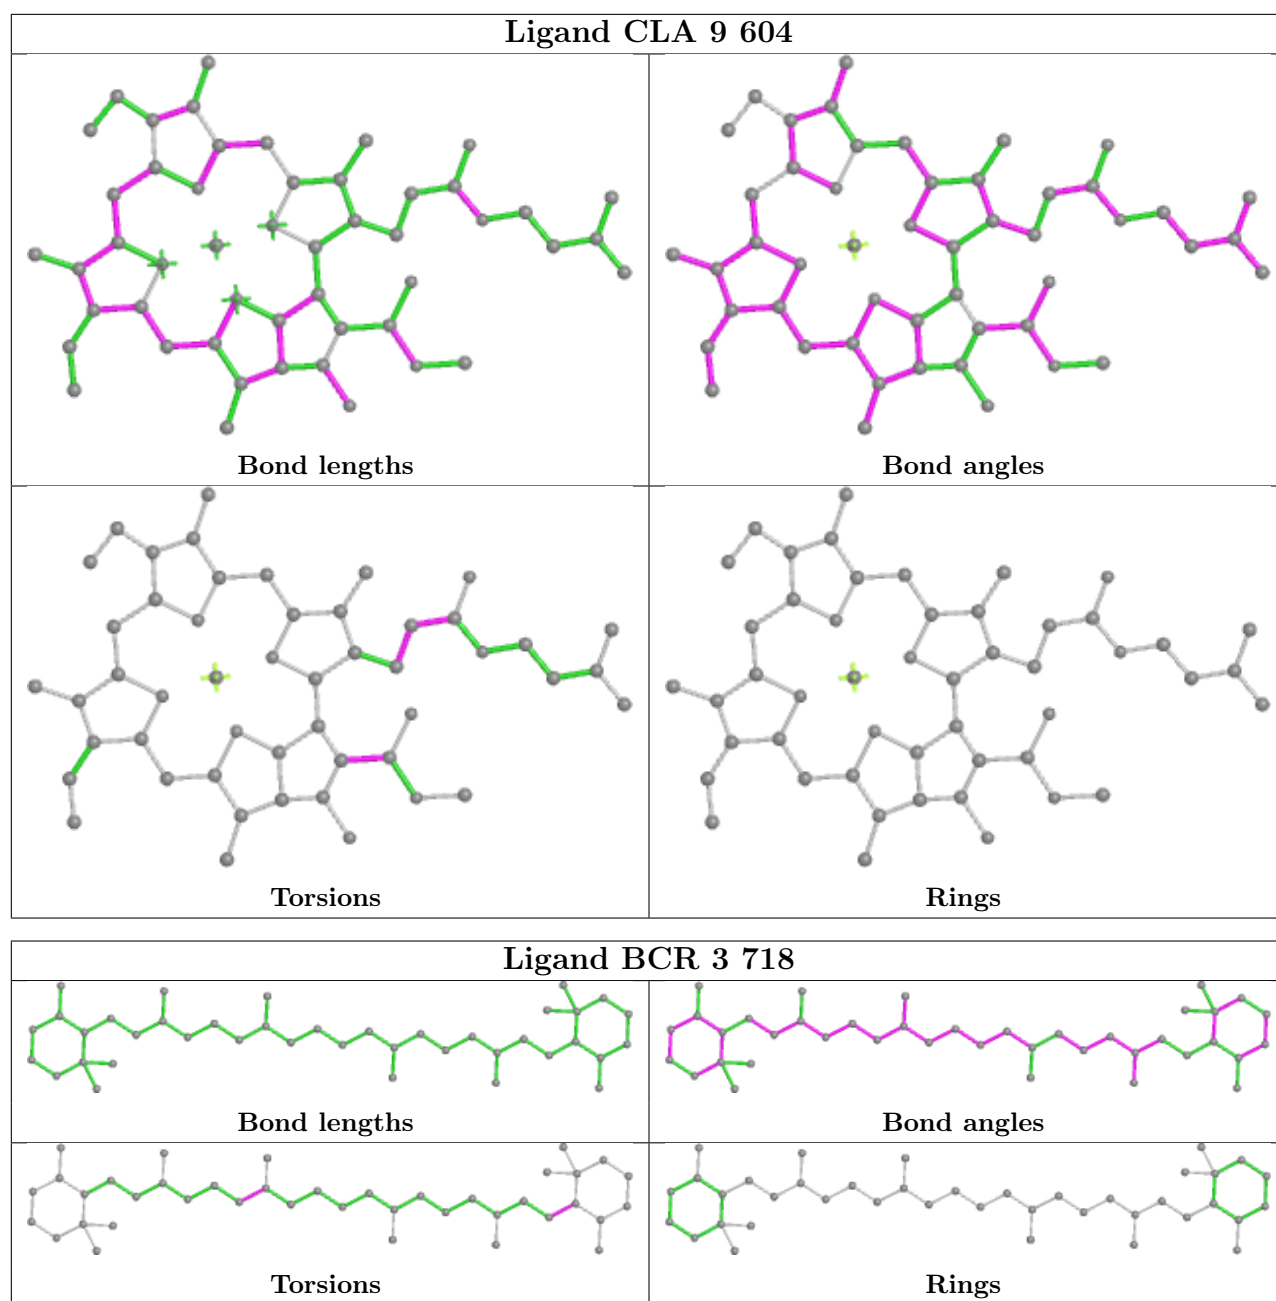 Ligand CLA 9 604
Bond lengths
Bond angles
Torsions
Rings
Ligand BCR 3 718
Bond lengths
Bond angles
Torsions
Rings